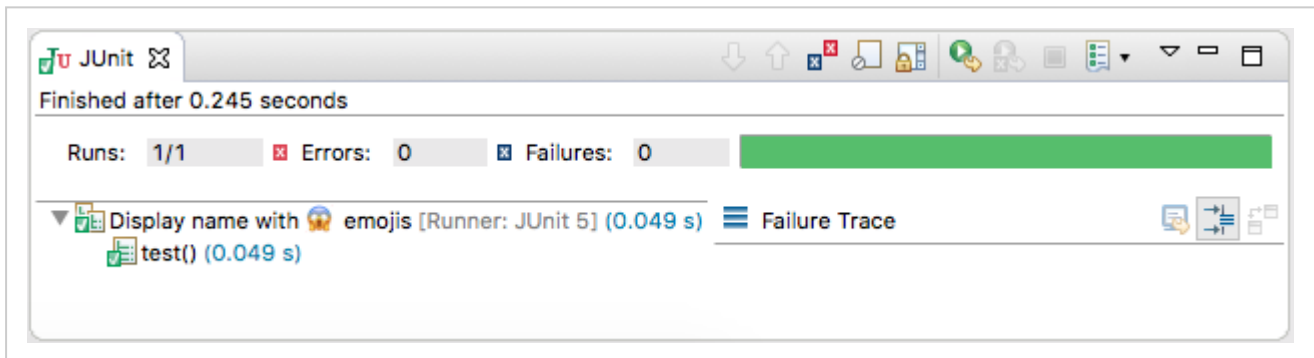 JUnit
Finished after 0.245 seconds
Runs: 1/1 Errors: 0 Failures: 0
Display name with 😱 emojis [Runner: JUnit 5] (0.049 s) Failure Trace
test() (0.049 s)